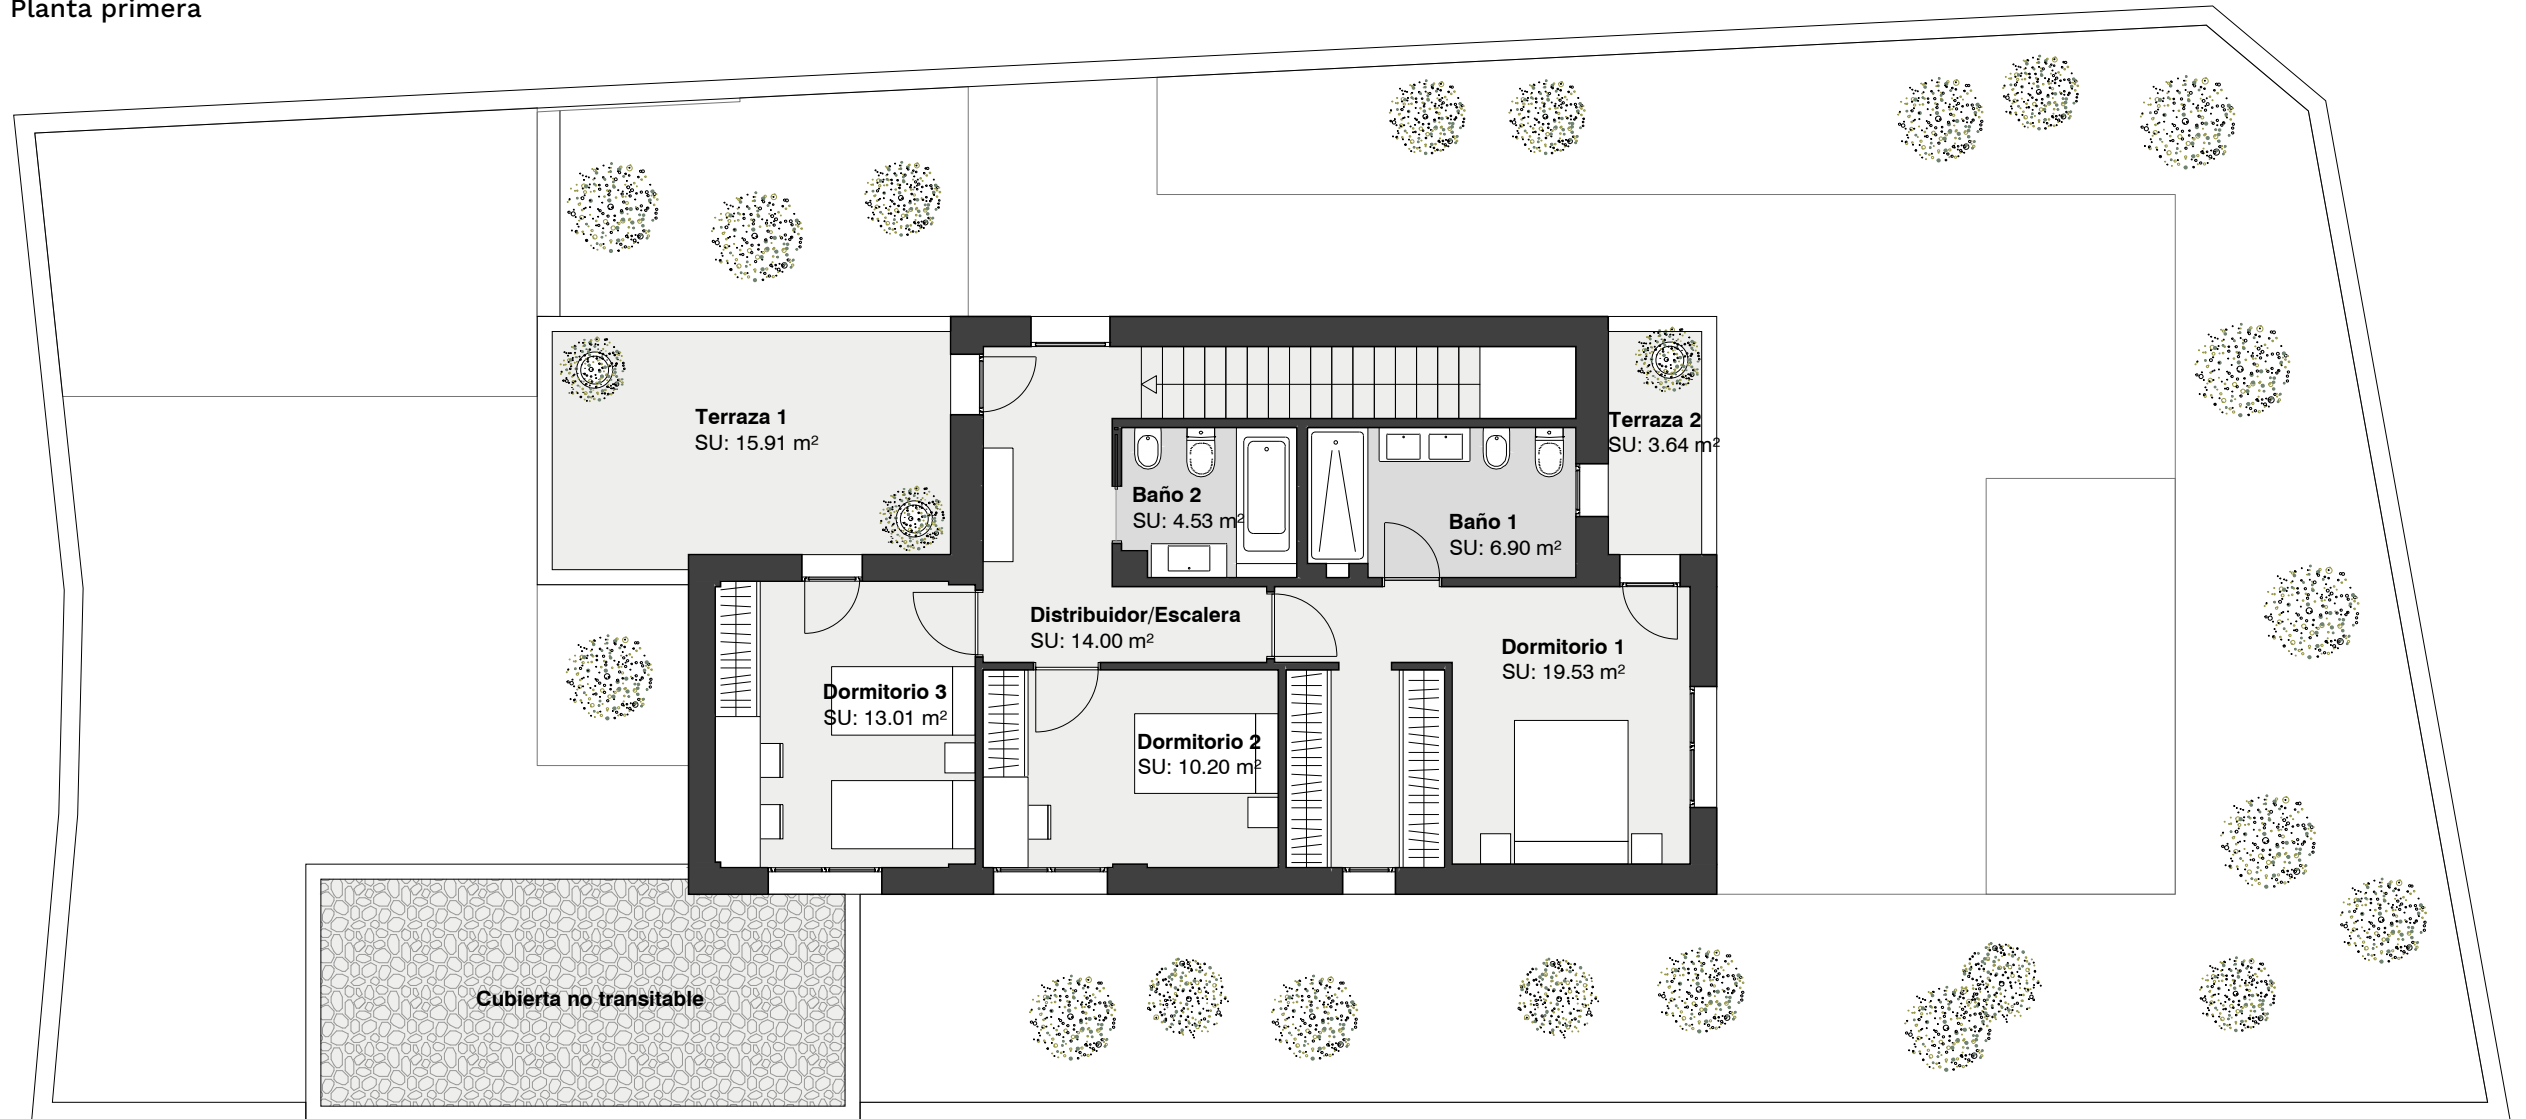 Planta primera
Terraza 1
SU: 15.91 m²
Terraza 2
SU: 3.64 m²
Baño 2
SU: 4.53 m²
Baño 1
SU: 6.90 m²
Distribuidor/Escalera
SU: 14.00 m²
Dormitorio 1
SU: 19.53 m²
Dormitorio 3
SU: 13.01 m²
Dormitorio 2
SU: 10.20 m²
Cubierta no transitable